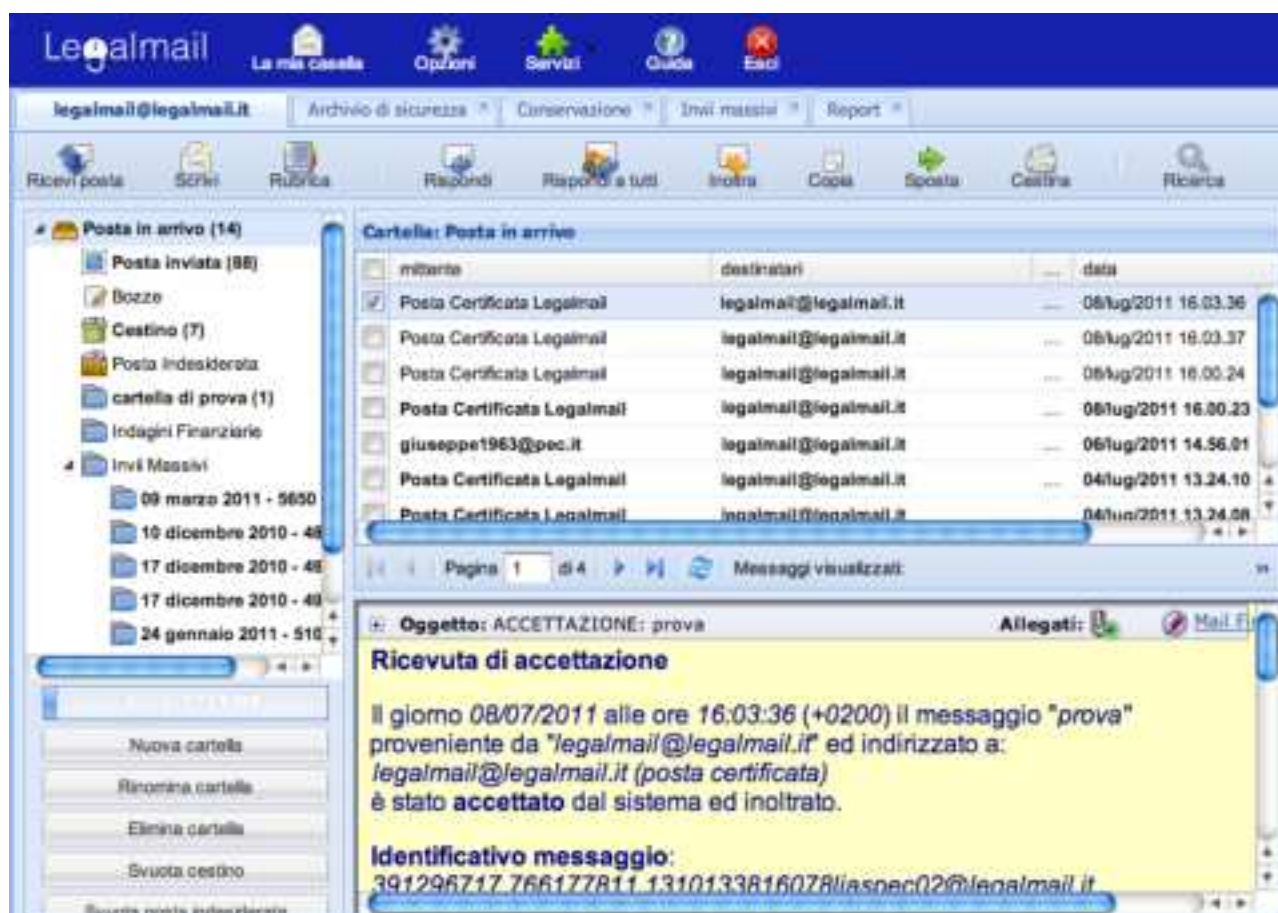 Legalmail
La mia casella Opzioni Servizi Guida Esci
legalmail@legalmail.it Archivio di sicurezza Conservazione Invii massivi Report
Ricevi posta Scrivi Rubrica Rispondi Rispondi a tutti Inoltra Copia Sposta Cestina Ricerca
Posta in arrivo (14)
Posta inviata (88)
Bozze
Cestino (7)
Posta Indesiderata
cartella di prova (1)
Indagini Finanziarie
Invii Massivi
09 marzo 2011 - 5650
10 dicembre 2010 - 48
17 dicembre 2010 - 48
17 dicembre 2010 - 49
24 gennaio 2011 - 510
Nuova cartella
Rinomina cartella
Elimina cartella
Svuota cestino
Svuota posta indesiderata
Cartella: Posta in arrivo
mittente destinatari ... data
Posta Certificata Legalmail legalmail@legalmail.it ... 08/lug/2011 16.03.36
Posta Certificata Legalmail legalmail@legalmail.it ... 08/lug/2011 16.03.37
Posta Certificata Legalmail legalmail@legalmail.it ... 08/lug/2011 16.00.24
Posta Certificata Legalmail legalmail@legalmail.it ... 08/lug/2011 16.00.23
giuseppe1963@pec.it legalmail@legalmail.it ... 06/lug/2011 14.56.01
Posta Certificata Legalmail legalmail@legalmail.it ... 04/lug/2011 13.24.10
Posta Certificata Legalmail legalmail@legalmail.it 04/lug/2011 13.24.08
Pagina 1 di 4 Messaggi visualizzati:
Oggetto: ACCETTAZIONE: prova Allegati: Mail
Ricevuta di accettazione
Il giorno 08/07/2011 alle ore 16:03:36 (+0200) il messaggio "prova"
proveniente da "legalmail@legalmail.it" ed indirizzato a:
legalmail@legalmail.it (posta certificata)
è stato accettato dal sistema ed inoltrato.
Identificativo messaggio:
391296717.766177811.1310133816078liaspec02@legalmail.it